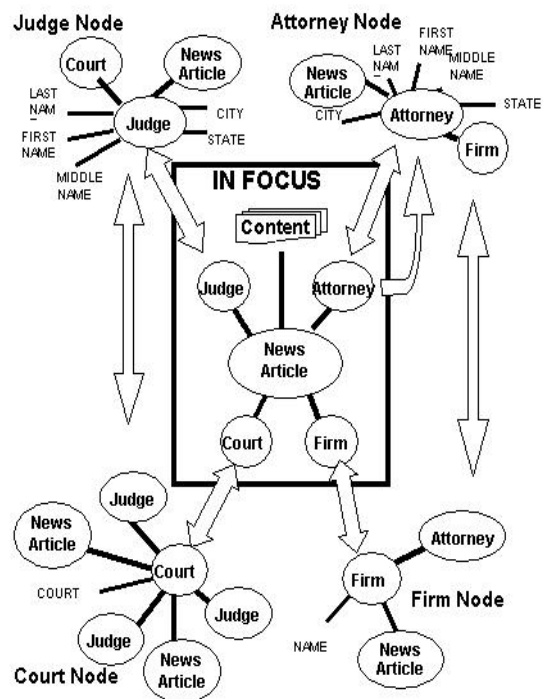 Judge Node
Court
News
Article
LAST
NAM
FIRST
NAME
MIDDLE
NAME
Judge
CITY
STATE
Attorney Node
LAST
NAM
FIRST
NAME
MIDDLE
NAME
News
Article
CITY
Attorney
STATE
Firm
IN FOCUS
Content
Judge
Attorney
News
Article
Court
Firm
Judge
News
Article
COURT
Court
Judge
Judge
News
Article
Court Node
Attorney
Firm
Firm Node
NAME
News
Article